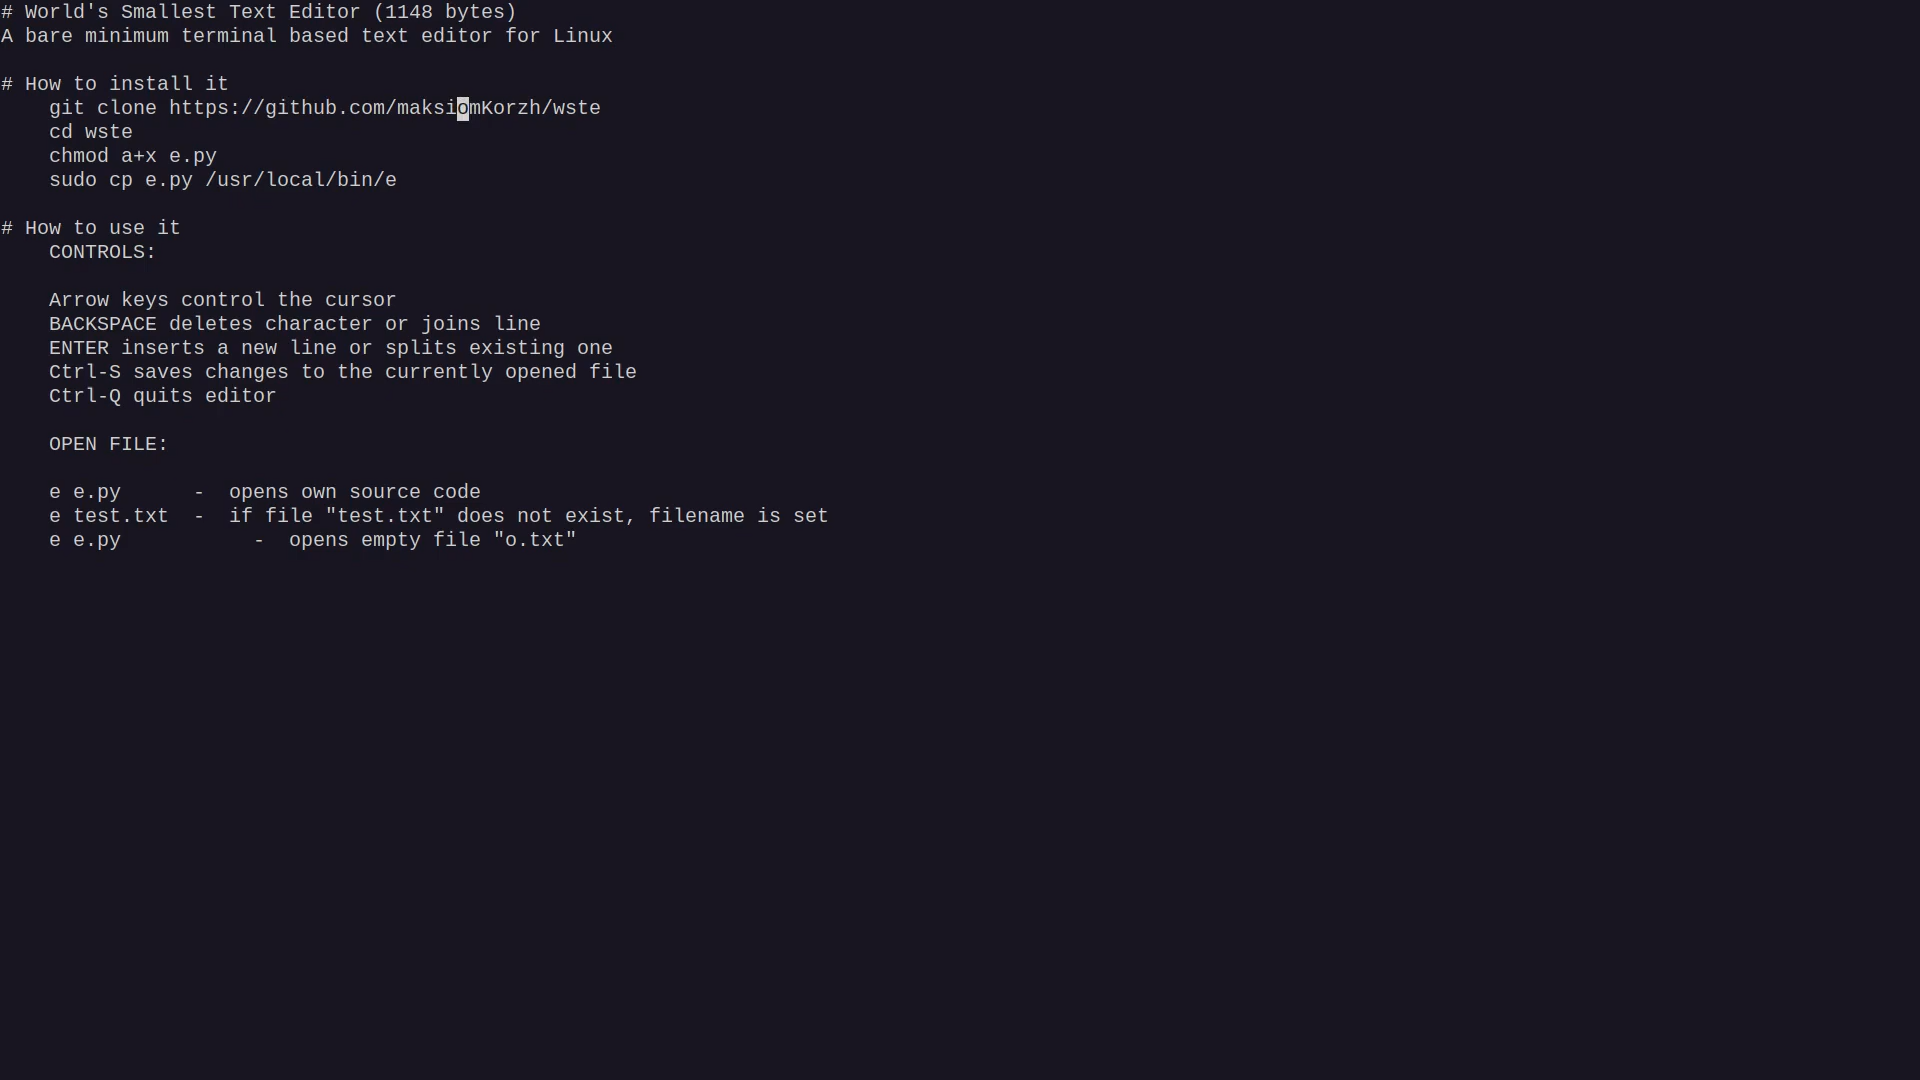 # World's Smallest Text Editor (1148 bytes)
A bare minimum terminal based text editor for Linux

# How to install it
    git clone https://github.com/maksiomKorzh/wste
    cd wste
    chmod a+x e.py
    sudo cp e.py /usr/local/bin/e

# How to use it
    CONTROLS:

    Arrow keys control the cursor
    BACKSPACE deletes character or joins line
    ENTER inserts a new line or splits existing one
    Ctrl-S saves changes to the currently opened file
    Ctrl-Q quits editor

    OPEN FILE:

    e e.py      -  opens own source code
    e test.txt  -  if file "test.txt" does not exist, filename is set
    e e.py           -  opens empty file "o.txt"